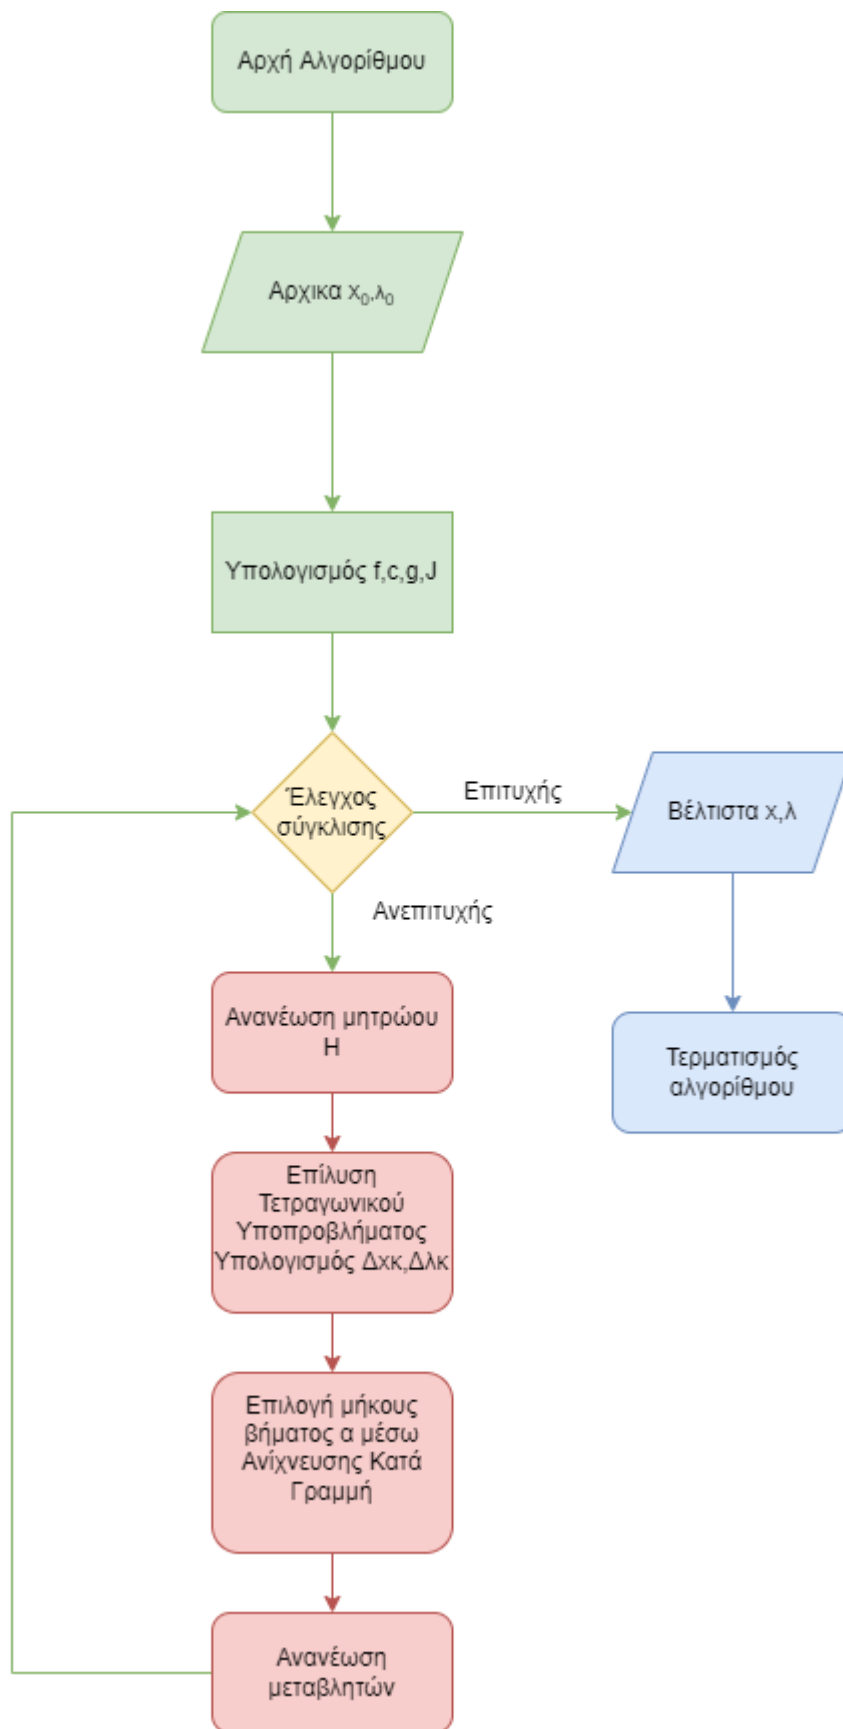 Αρχή Αλγορίθμου
Αρχικα x₀,λ₀
Υπολογισμός f,c,g,J
Έλεγχος
σύγκλισης
Επιτυχής
Βέλτιστα x,λ
Ανεπιτυχής
Ανανέωση μητρώου
H
Τερματισμός
αλγορίθμου
Επίλυση
Τετραγωνικού
Υποπροβλήματος
Υπολογισμός Δxκ,Δλκ
Επιλογή μήκους
βήματος α μέσω
Ανίχνευσης Κατά
Γραμμή
Ανανέωση
μεταβλητών